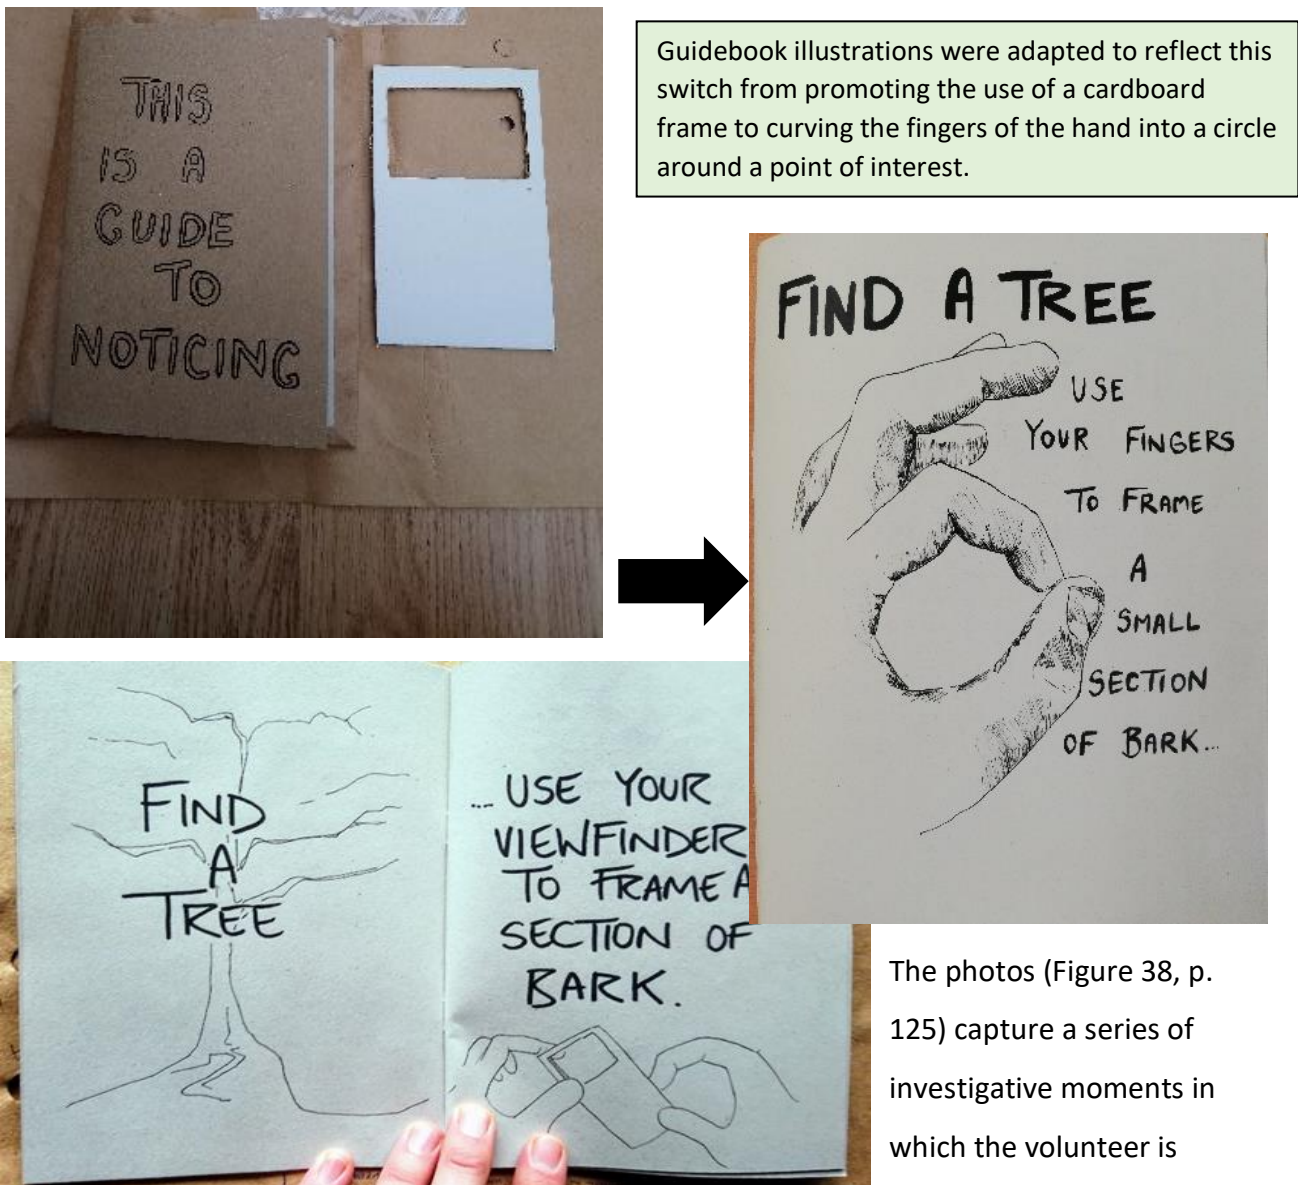 THIS
IS A
GUIDE
TO
NOTICING
Guidebook illustrations were adapted to reflect this
switch from promoting the use of a cardboard
frame to curving the fingers of the hand into a circle
around a point of interest.
FIND A TREE
USE
YOUR FINGERS
TO FRAME
A
SMALL
SECTION
OF BARK...
FIND
A
TREE
... USE YOUR
VIEWFINDER
TO FRAME A
SECTION OF
BARK.
The photos (Figure 38, p.
125) capture a series of
investigative moments in
which the volunteer is